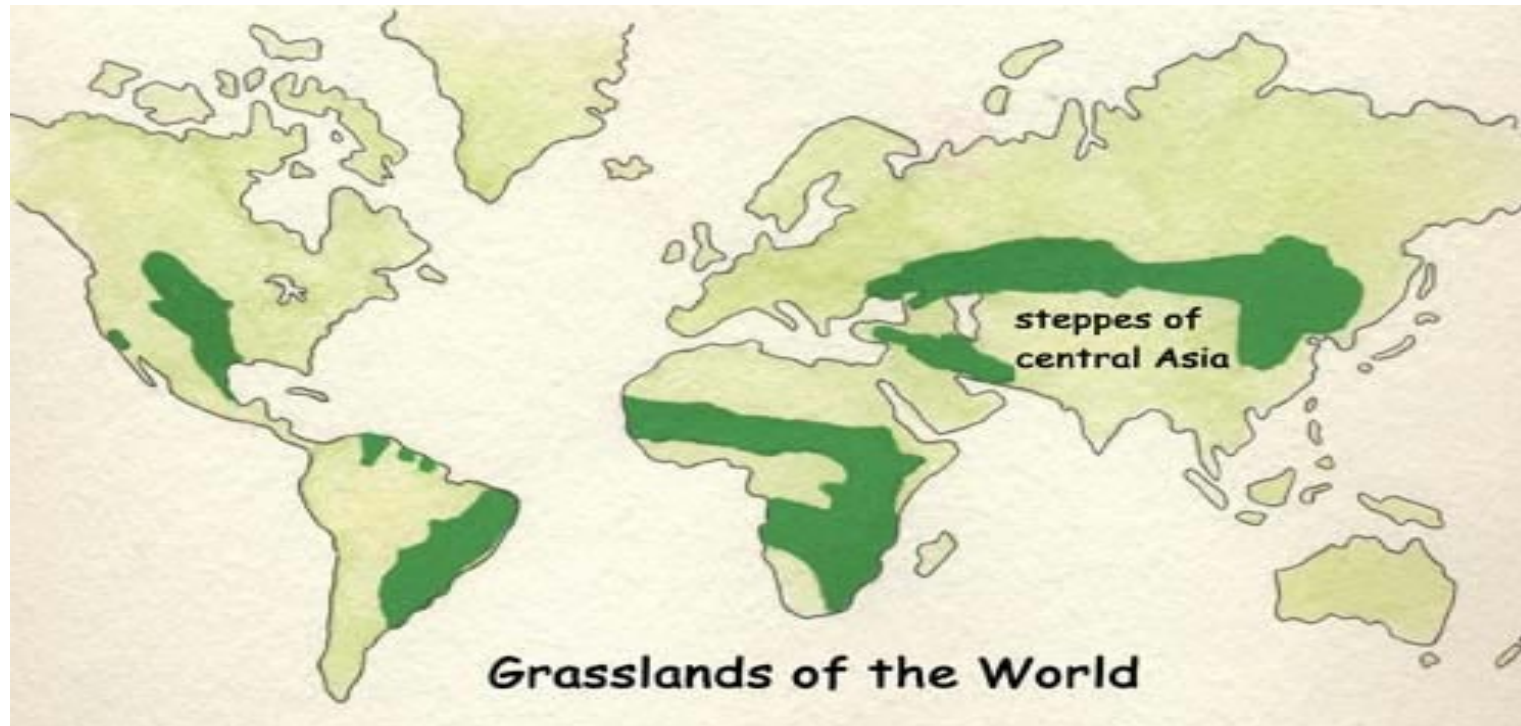 steppes of
central Asia
Grasslands of the World